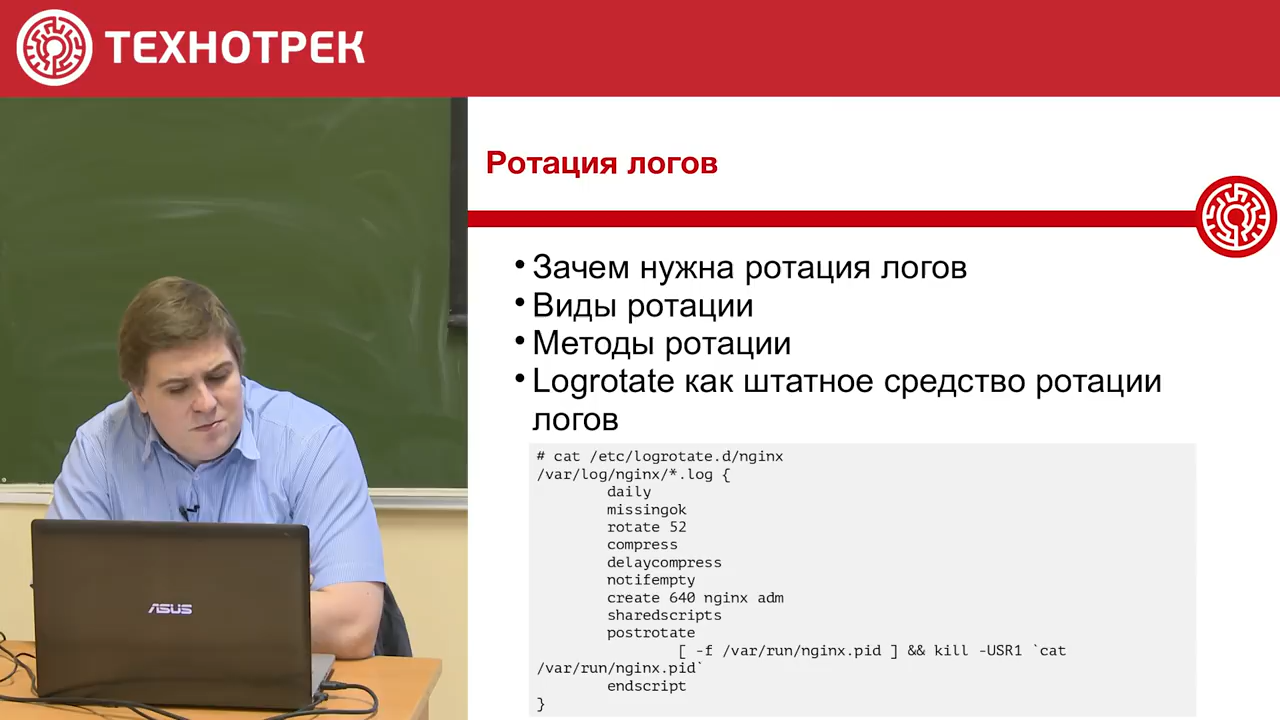 ТЕХНОТРЕК
Ротация логов
• Зачем нужна ротация логов
• Виды ротации
• Методы ротации
• Logrotate как штатное средство ротации
логов
# cat /etc/logrotate.d/nginx
/var/log/nginx/*.log {
daily
missingok
rotate 52
compress
delaycompress
notifempty
create 640 nginx adm
sharedscripts
postrotate
[ -f /var/run/nginx.pid ] && kill -USR1 `cat
/var/run/nginx.pid`
endscript
}
ASUS